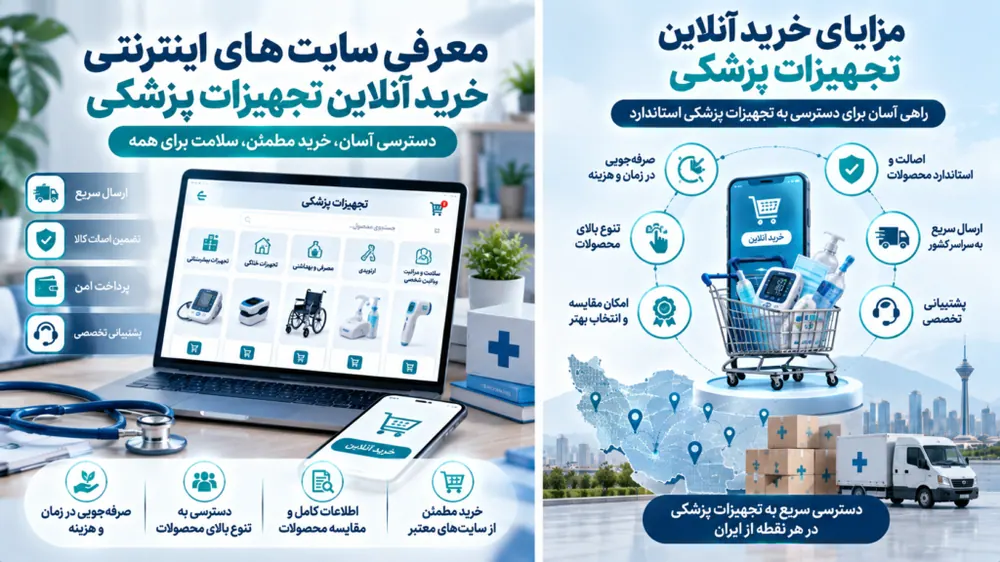 معرفی سایت های اینترنتی
خرید آنلاین تجهیزات پزشکی
دسترسی آسان، خرید مطمئن، سلامت برای همه
ارسال سریع
تضمین اصالت کالا
پرداخت امن
پشتیبانی تخصصی
تجهیزات پزشکی
جستجوی محصول...
سلامت و مراقبت
شخصی
ارتوپدی
مصرفی و بهداشتی
تجهیزات خانگی
تجهیزات بیمارستانی
خرید آنلاین
خرید مطمئن
از سایت‌های معتبر
اطلاعات کامل و
مقایسه محصولات
دسترسی به
تنوع بالای محصولات
صرفه‌جویی در زمان
و هزینه
مزایای خرید آنلاین
تجهیزات پزشکی
راهی آسان برای دسترسی به تجهیزات پزشکی استاندارد
اصالت و
استاندارد محصولات
ارسال سریع
به سراسر کشور
پشتیبانی
تخصصی
صرفه‌جویی
در زمان و هزینه
تنوع بالای
محصولات
امکان مقایسه
و انتخاب بهتر
خرید آنلاین
دسترسی سریع به تجهیزات پزشکی
در هر نقطه از ایران